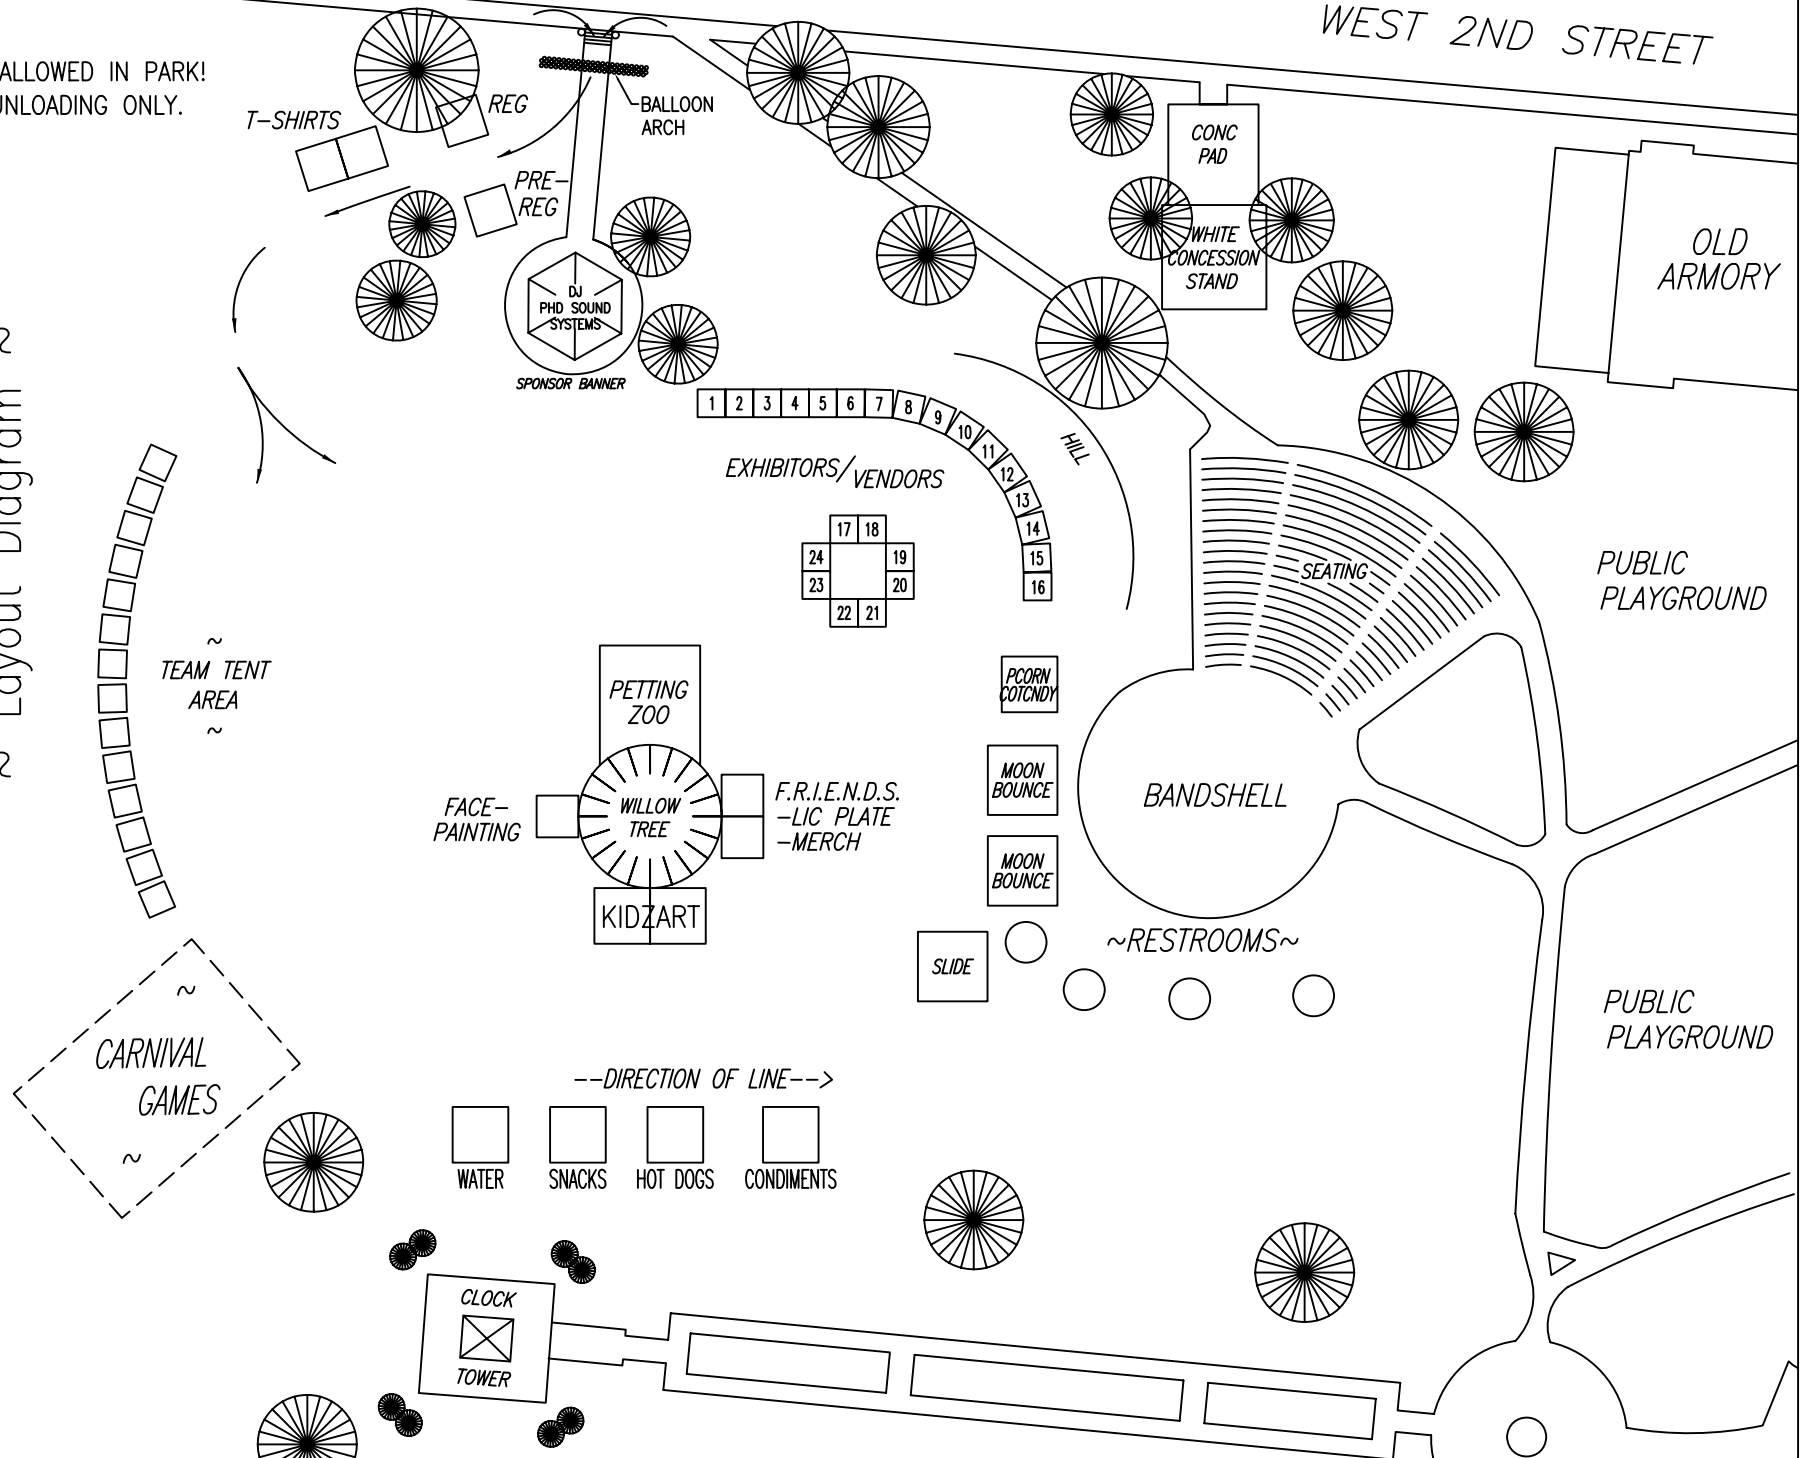 WEST 2ND STREET
ALLOWED IN PARK!
UNLOADING ONLY.
~ Layout Diagram ~
T-SHIRTS
REG
BALLOON
ARCH
PRE-
REG
DJ
PHD SOUND
SYSTEMS
SPONSOR BANNER
CONC
PAD
WHITE
CONCESSION
STAND
OLD
ARMORY
1 2 3 4 5 6 7 8 9 10 11 12 13 14 15 16
HILL
EXHIBITORS/VENDORS
17 18
24 19
23 20
22 21
SEATING
PUBLIC
PLAYGROUND
~
TEAM TENT
AREA
~
PETTING
ZOO
PCORN
COTCNDY
MOON
BOUNCE
BANDSHELL
FACE-
PAINTING
WILLOW
TREE
F.R.I.E.N.D.S.
-LIC PLATE
-MERCH
MOON
BOUNCE
KIDZART
~RESTROOMS~
SLIDE
PUBLIC
PLAYGROUND
~
CARNIVAL
GAMES
~
--DIRECTION OF LINE-->
WATER
SNACKS
HOT DOGS
CONDIMENTS
CLOCK
TOWER